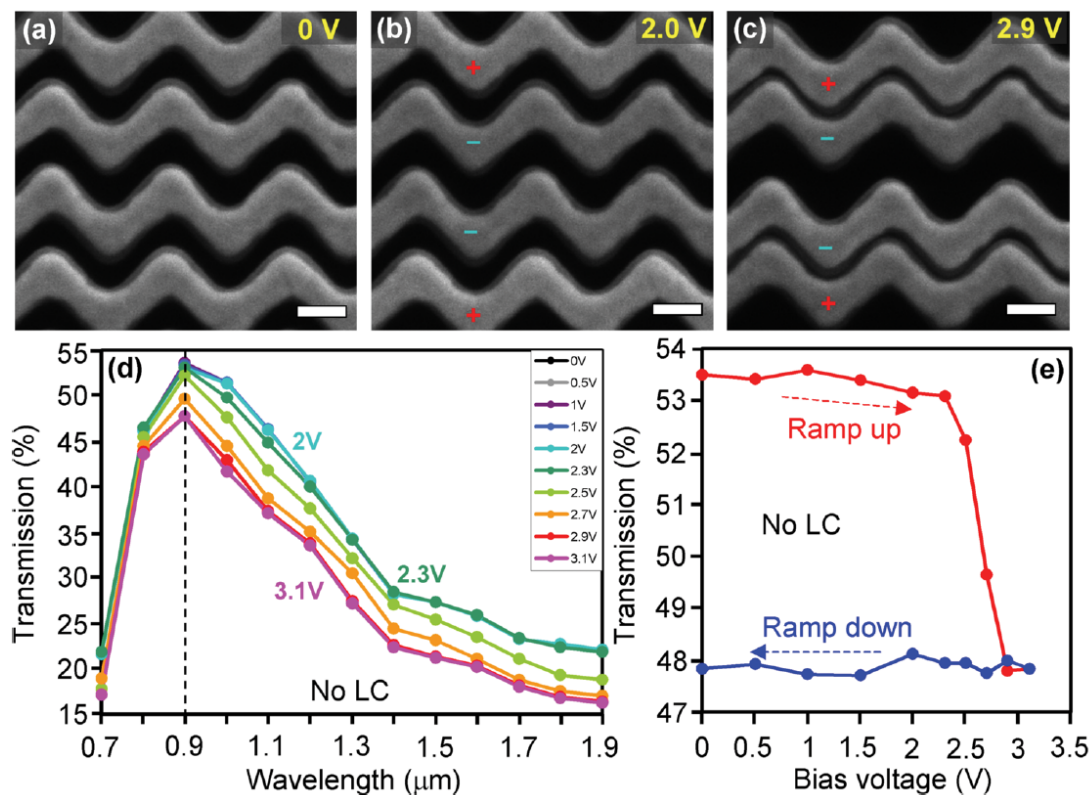 (a) 0 V
(b) 2.0 V
(c) 2.9 V
+
−
−
+
+
−
−
+
(d)
55
50
45
40
35
30
25
20
15
Transmission (%)
0.7 0.9 1.1 1.3 1.5 1.7 1.9
Wavelength (μm)
2V
2.3V
3.1V
No LC
0V
0.5V
1V
1.5V
2V
2.3V
2.5V
2.7V
2.9V
3.1V
(e)
54
53
52
51
50
49
48
47
Transmission (%)
Ramp up
No LC
Ramp down
0 0.5 1 1.5 2 2.5 3 3.5
Bias voltage (V)